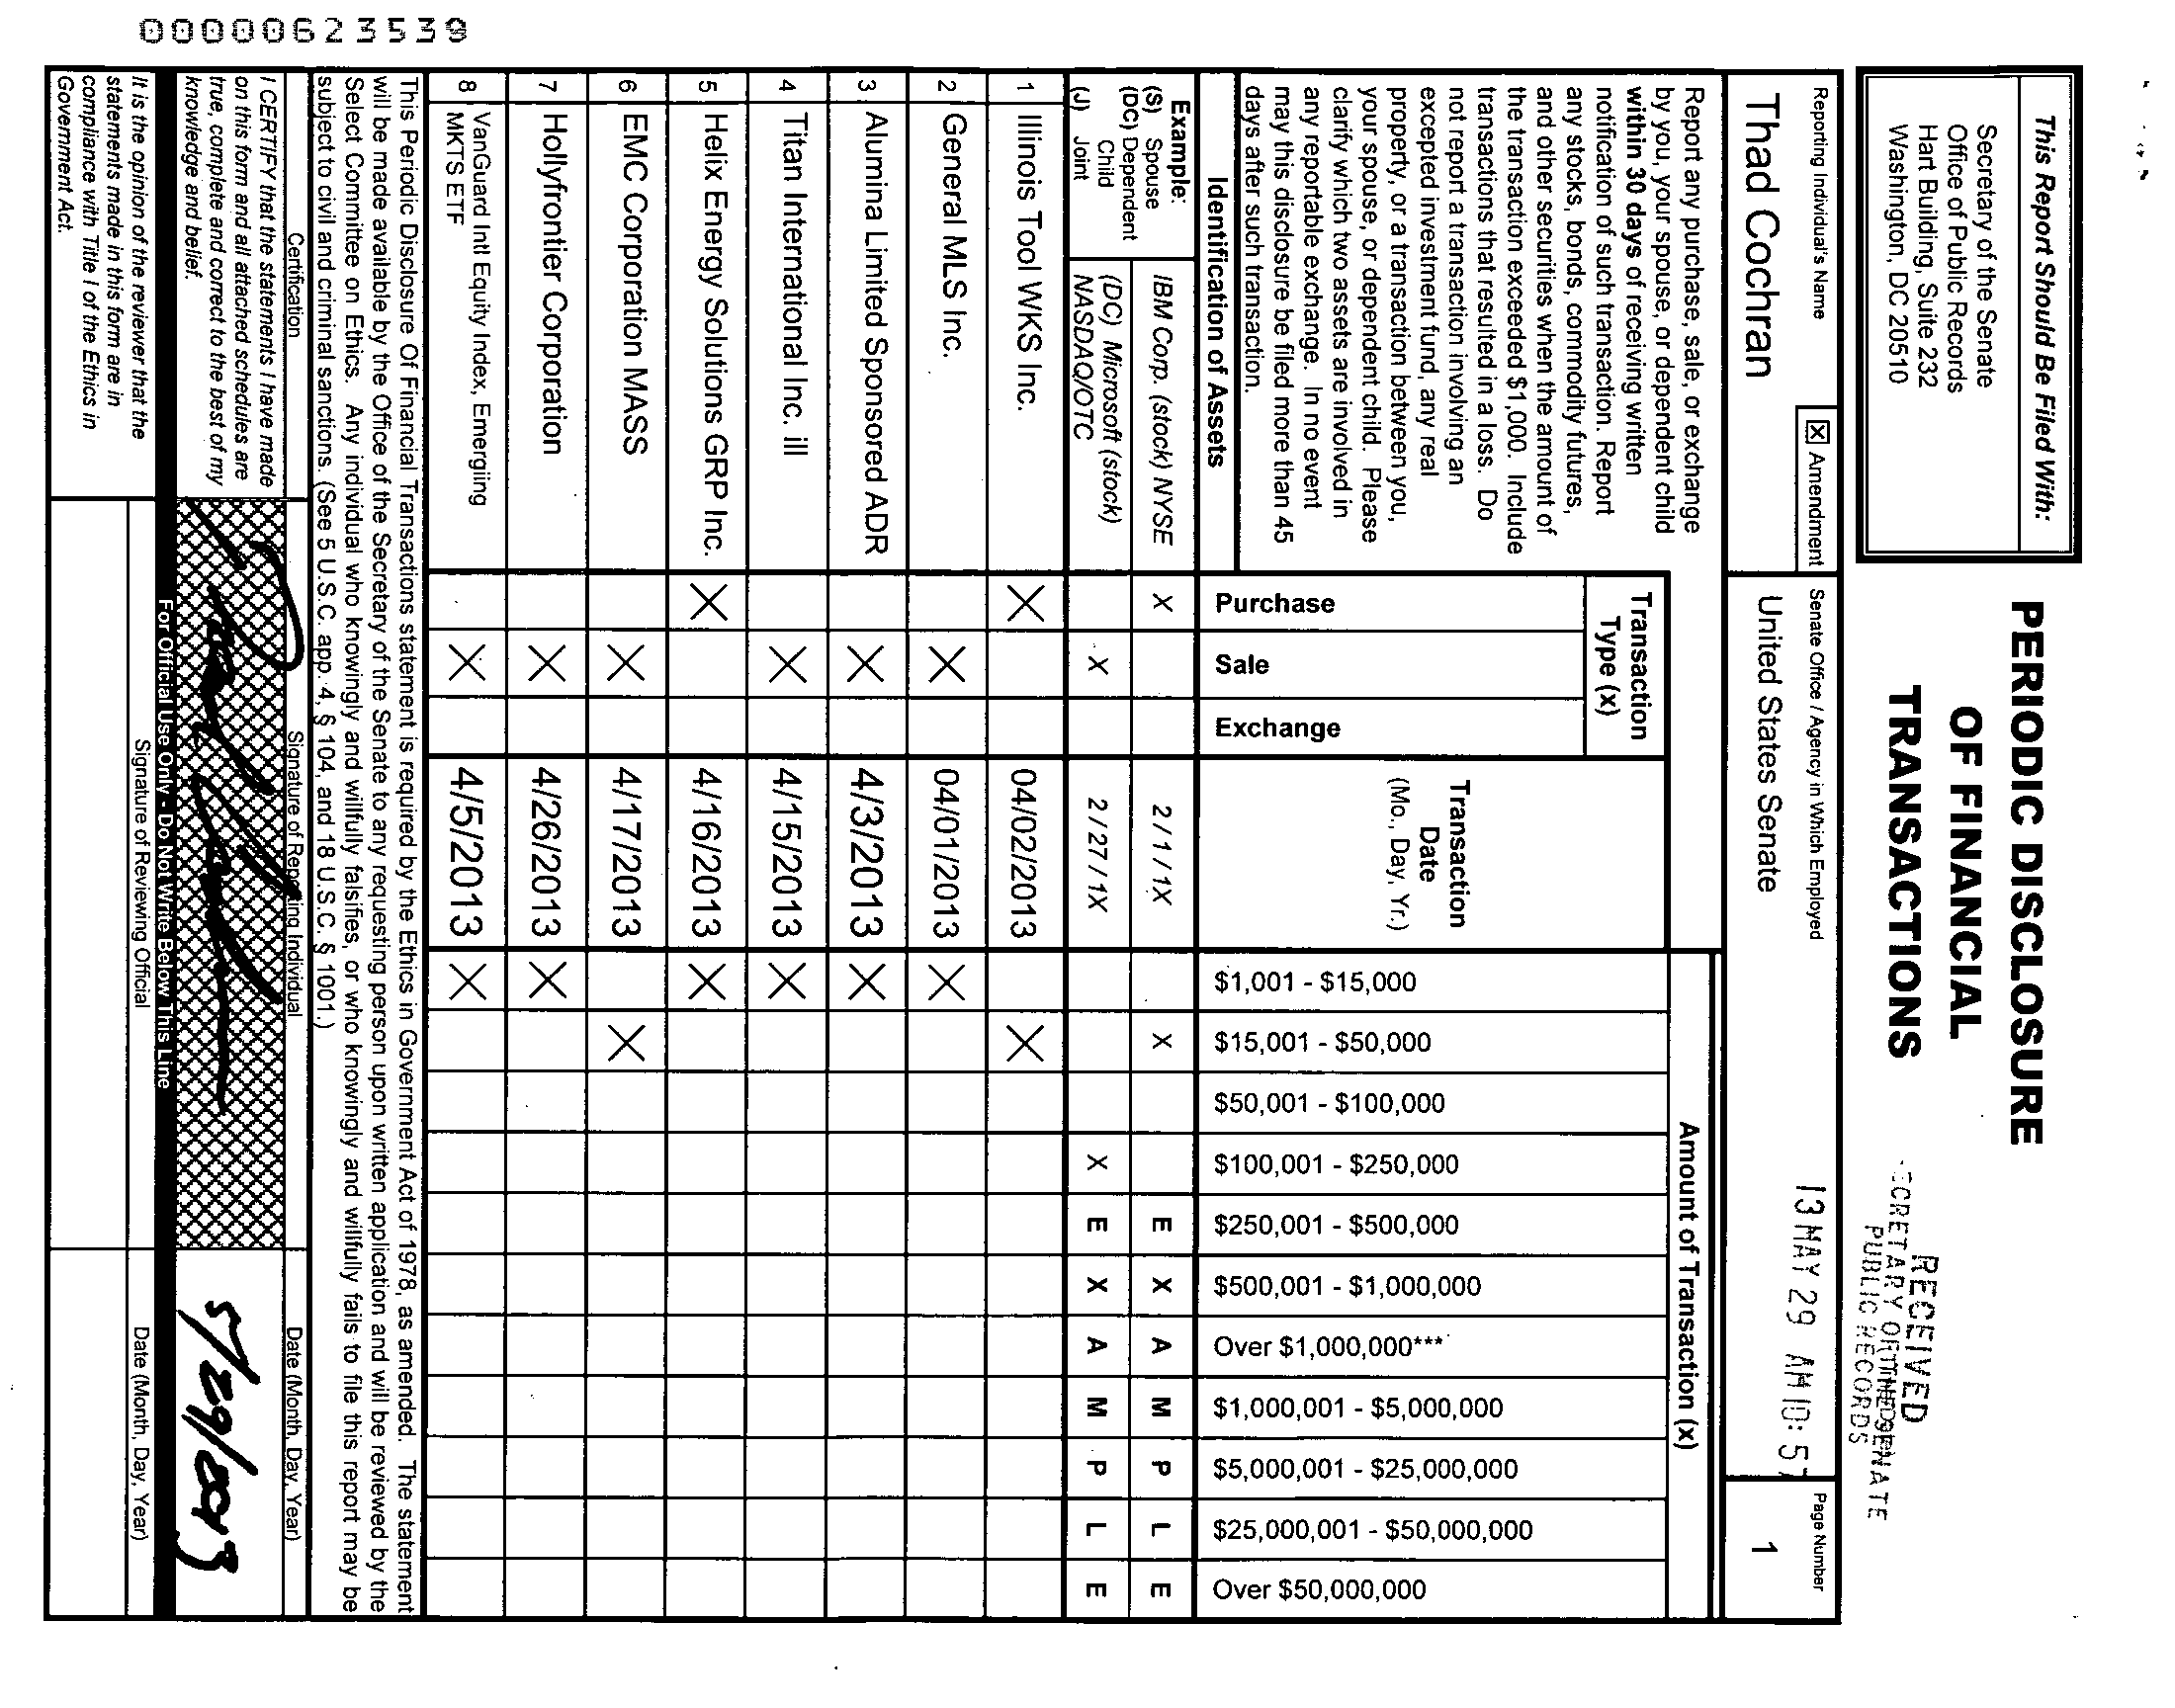 This Report Should Be Filed With:
Secretary of the Senate
Office of Public Records
Hart Building, Suite 232
Washington, DC 20510
PERIODIC DISCLOSURE
OF FINANCIAL
TRANSACTIONS
RECEIVED
PUBLIC RECORDS
13 MAY 29 AM 10: 57
Reporting Individual's Name
Thad Cochran
☒ Amendment
Senate Office / Agency in Which Employed
United States Senate
Page Number
1
Report any purchase, sale, or exchange
by you, your spouse, or dependent child
within 30 days of receiving written
notification of such transaction. Report
any stocks, bonds, commodity futures,
and other securities when the amount of
the transaction exceeded $1,000. Include
transactions that resulted in a loss. Do
not report a transaction involving an
excepted investment fund, any real
property, or a transaction between you,
your spouse, or dependent child. Please
clarify which two assets are involved in
any reportable exchange. In no event
may this disclosure be filed more than 45
days after such transaction.
Identification of Assets
Transaction
Type (x)
Purchase
Sale
Exchange
Transaction
Date
(Mo., Day, Yr.)
Amount of Transaction (x)
$1,001 - $15,000
$15,001 - $50,000
$50,001 - $100,000
$100,001 - $250,000
$250,001 - $500,000
$500,001 - $1,000,000
Over $1,000,000***
$1,000,001 - $5,000,000
$5,000,001 - $25,000,000
$25,000,001 - $50,000,000
Over $50,000,000
Example:
(S) Spouse
(DC) Dependent
Child
(J) Joint
IBM Corp. (stock) NYSE X 2 / 1 / 1X X E X A M P L E
(DC) Microsoft (stock)
NASDAQ/OTC X 2 / 27 / 1X X E X A M P L E
1 Illinois Tool WKS Inc. X 04/02/2013 X
2 General MLS Inc. X 04/01/2013 X
3 Alumina Limited Sponsored ADR X 4/3/2013 X
4 Titan International Inc. ill X 4/15/2013 X
5 Helix Energy Solutions GRP Inc. X 4/16/2013 X
6 EMC Corporation MASS X 4/17/2013 X
7 Hollyfrontier Corporation X 4/26/2013 X
8 VanGuard Intl Equity Index, Emerging
MKTS ETF X 4/5/2013 X
This Periodic Disclosure Of Financial Transactions statement is required by the Ethics in Government Act of 1978, as amended. The statement
will be made available by the Office of the Secretary of the Senate to any requesting person upon written application and will be reviewed by the
Select Committee on Ethics. Any individual who knowingly and willfully falsifies, or who knowingly and willfully fails to file this report may be
subject to civil and criminal sanctions. (See 5 U.S.C. app. 4, § 104, and 18 U.S.C. § 1001.)
Certification
Signature of Reporting Individual
Date (Month, Day, Year)
I CERTIFY that the statements I have made
on this form and all attached schedules are
true, complete and correct to the best of my
knowledge and belief.
5/29/2013
For Official Use Only - Do Not Write Below This Line
It is the opinion of the reviewer that the
statements made in this form are in
compliance with Title I of the Ethics in
Government Act.
Signature of Reviewing Official
Date (Month, Day, Year)
00000623539